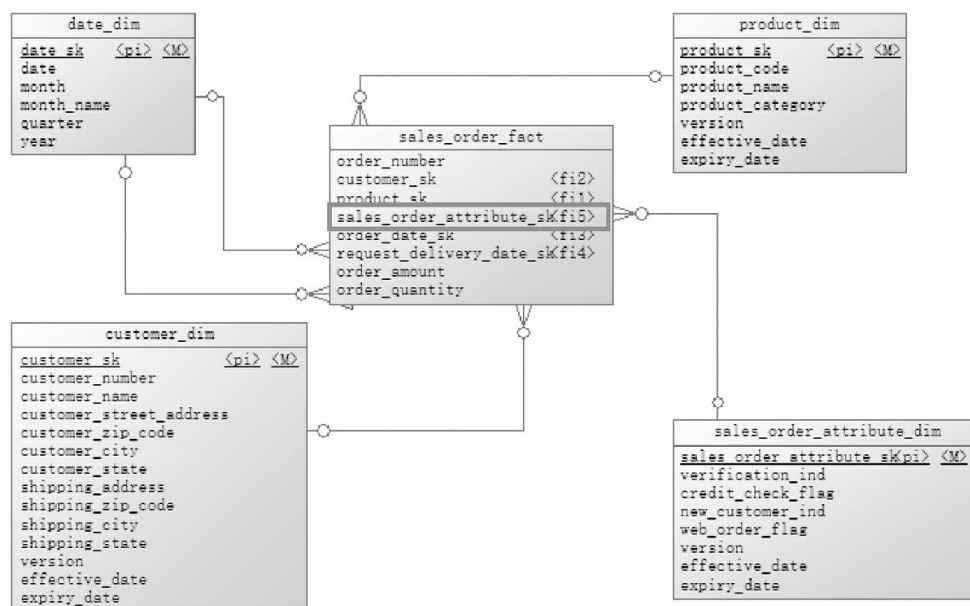 date_dim
date_sk <pi> <M>
date
month
month_name
quarter
year
product_dim
product_sk <pi> <M>
product_code
product_name
product_category
version
effective_date
expiry_date
sales_order_fact
order_number
customer_sk <fi2>
product_sk <fi1>
sales_order_attribute_sk<fi5>
order_date_sk <fi3>
request_delivery_date_sk<fi4>
order_amount
order_quantity
customer_dim
customer_sk <pi> <M>
customer_number
customer_name
customer_street_address
customer_zip_code
customer_city
customer_state
shipping_address
shipping_zip_code
shipping_city
shipping_state
version
effective_date
expiry_date
sales_order_attribute_dim
sales_order_attribute_sk<pi> <M>
verification_ind
credit_check_flag
new_customer_ind
web_order_flag
version
effective_date
expiry_date